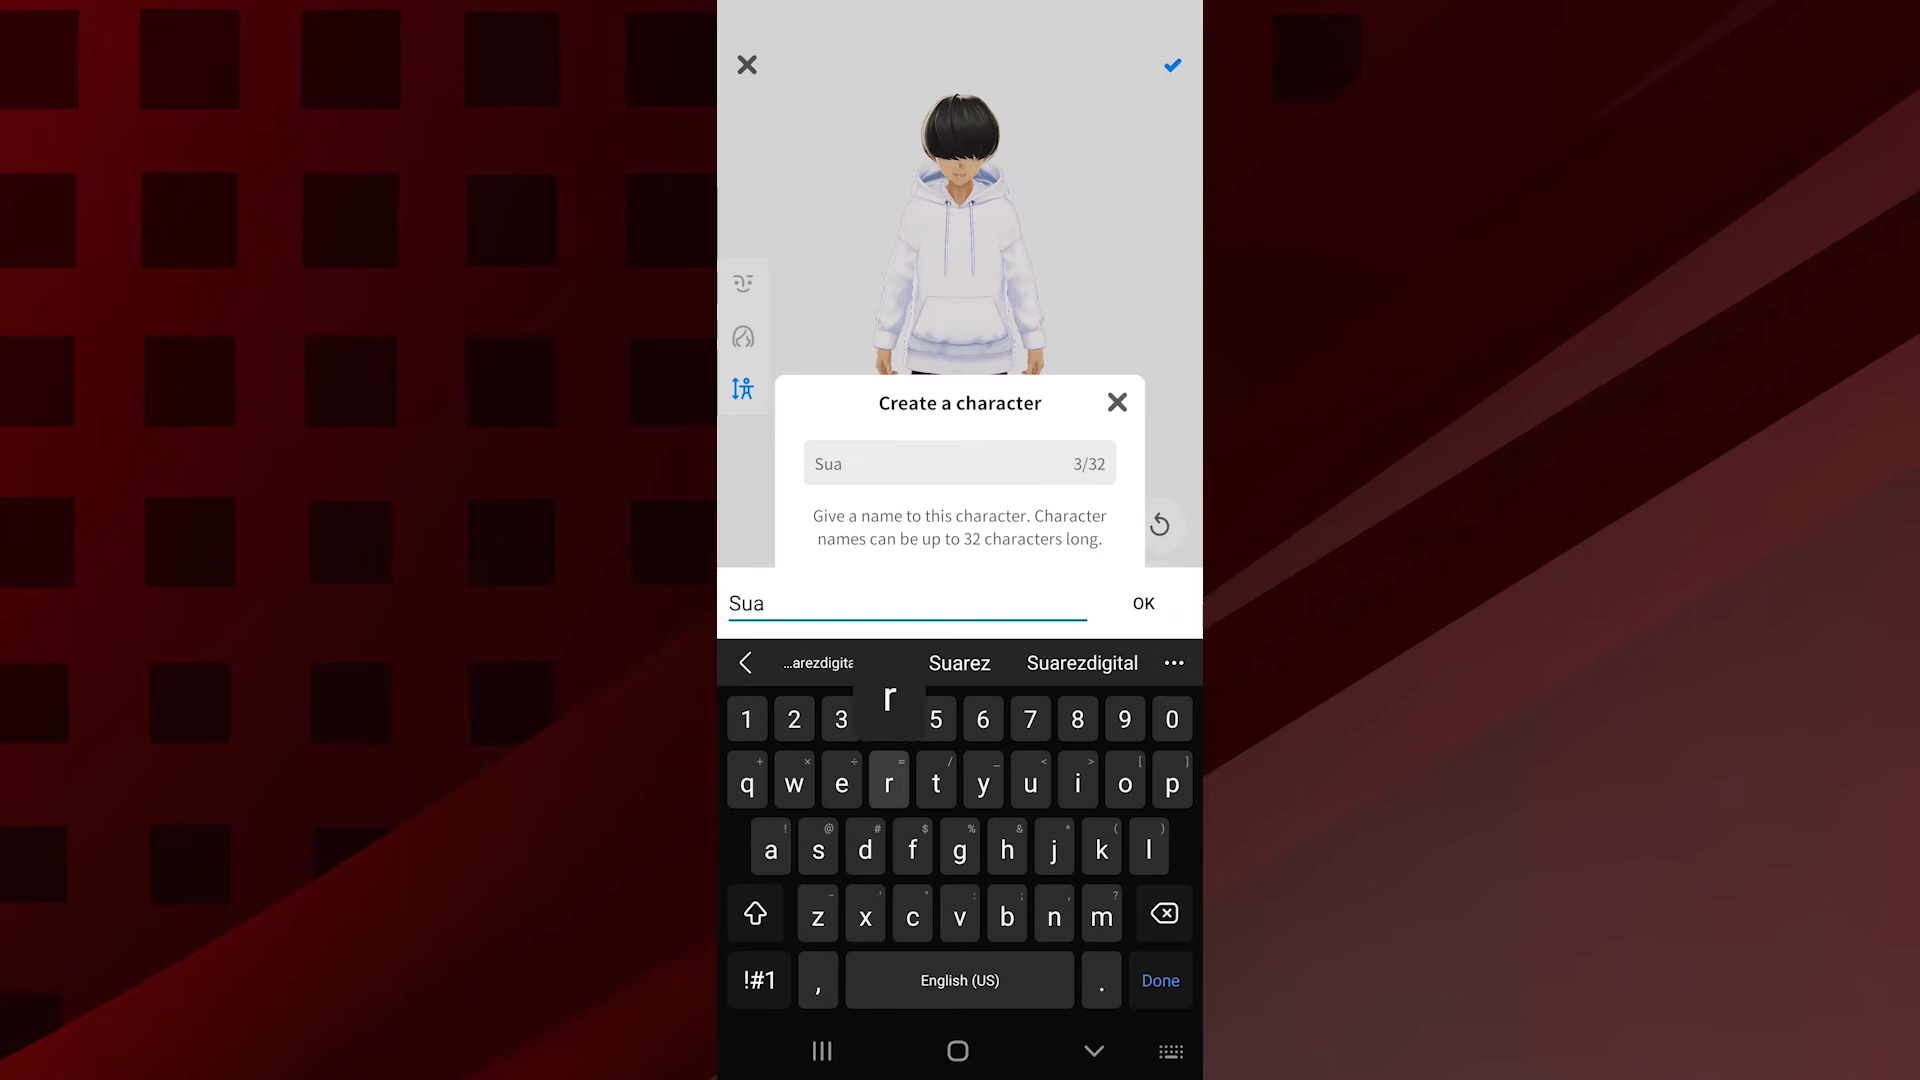 Create a character
Sua 3/32
Give a name to this character. Character
names can be up to 32 characters long.
Sua OK
...arezdigita Suarez Suarezdigital
r
1 2 3 5 6 7 8 9 0
+ × ÷ = / _ < > [ ]
q w e r t y u i o p
! @ # $ % & * ( )
a s d f g h j k l
- ' " : ; , ?
z x c v b n m
!#1 , English (US) . Done